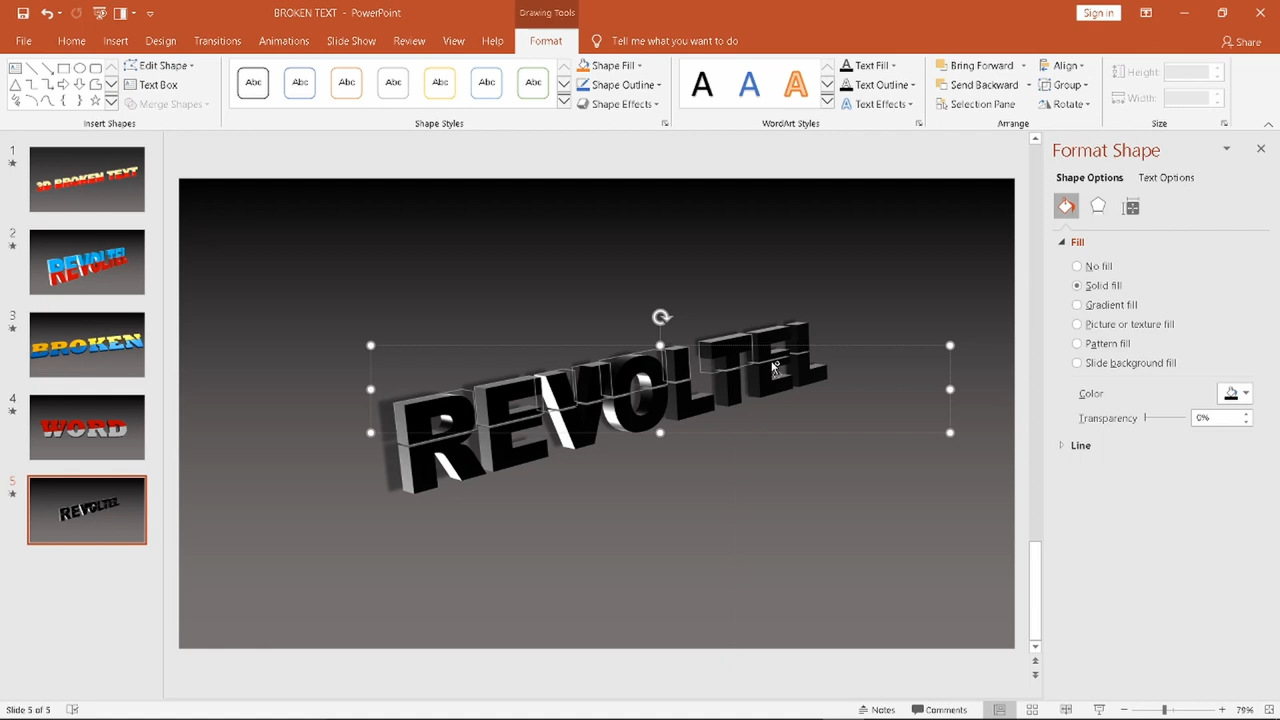 BROKEN TEXT - PowerPoint
Drawing Tools
Sign in
File Home Insert Design Transitions Animations Slide Show Review View Help Format Tell me what you want to do Share
Edit Shape
Text Box
Merge Shapes
Insert Shapes
Abc Abc Abc Abc Abc Abc Abc
Shape Fill
Shape Outline
Shape Effects
Shape Styles
A A A
Text Fill
Text Outline
Text Effects
WordArt Styles
Bring Forward
Send Backward
Selection Pane
Align
Group
Rotate
Arrange
Height:
Width:
Size
1
3D BROKEN TEXT
2
REVOLTEL
3
BROKEN
4
WORD
5
REVOLTEL
REVOLTEL
Format Shape
Shape Options Text Options
Fill
No fill
Solid fill
Gradient fill
Picture or texture fill
Pattern fill
Slide background fill
Color
Transparency 0%
Line
Slide 5 of 5
Notes
Comments
79%